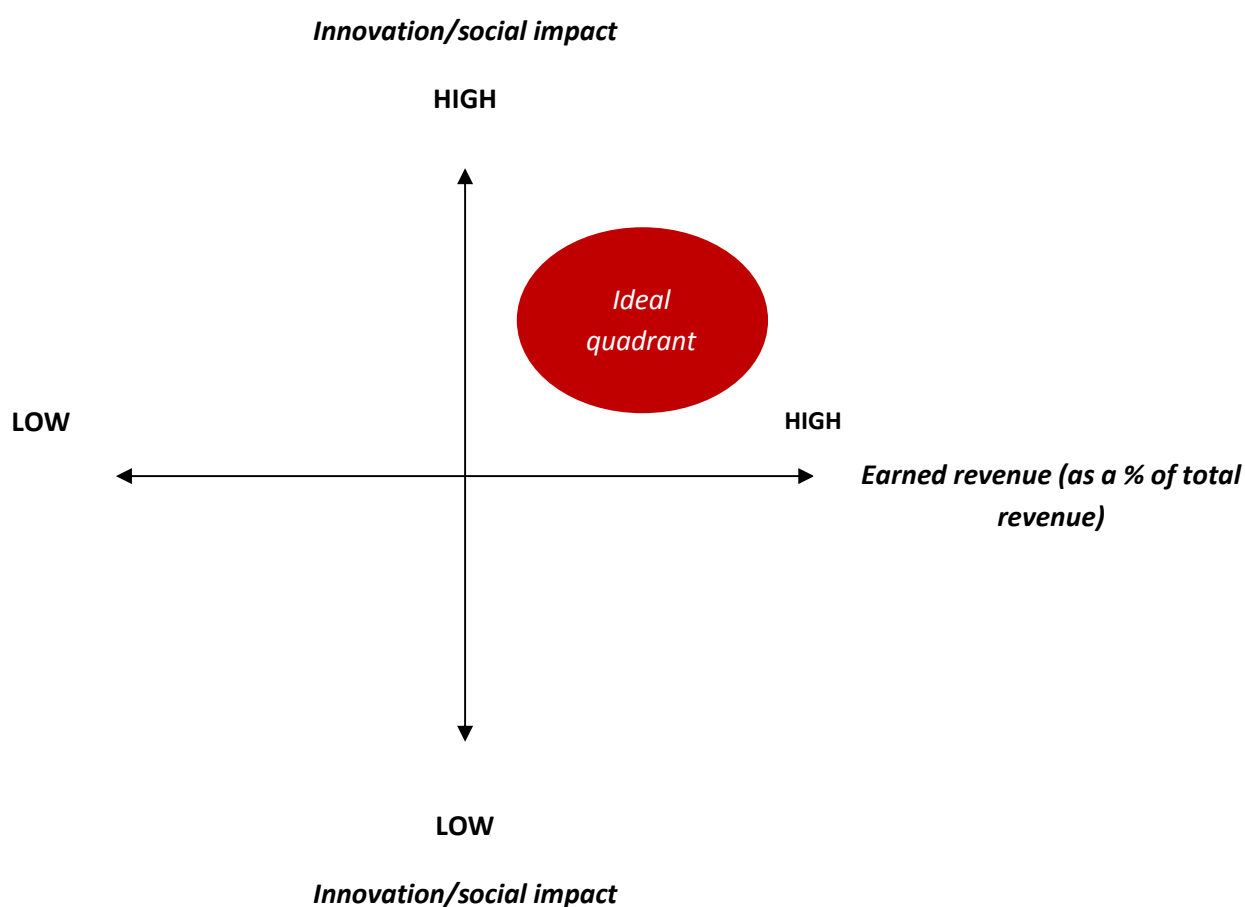 Innovation/social impact
HIGH
Ideal
quadrant
LOW
HIGH
Earned revenue (as a % of total
revenue)
LOW
Innovation/social impact